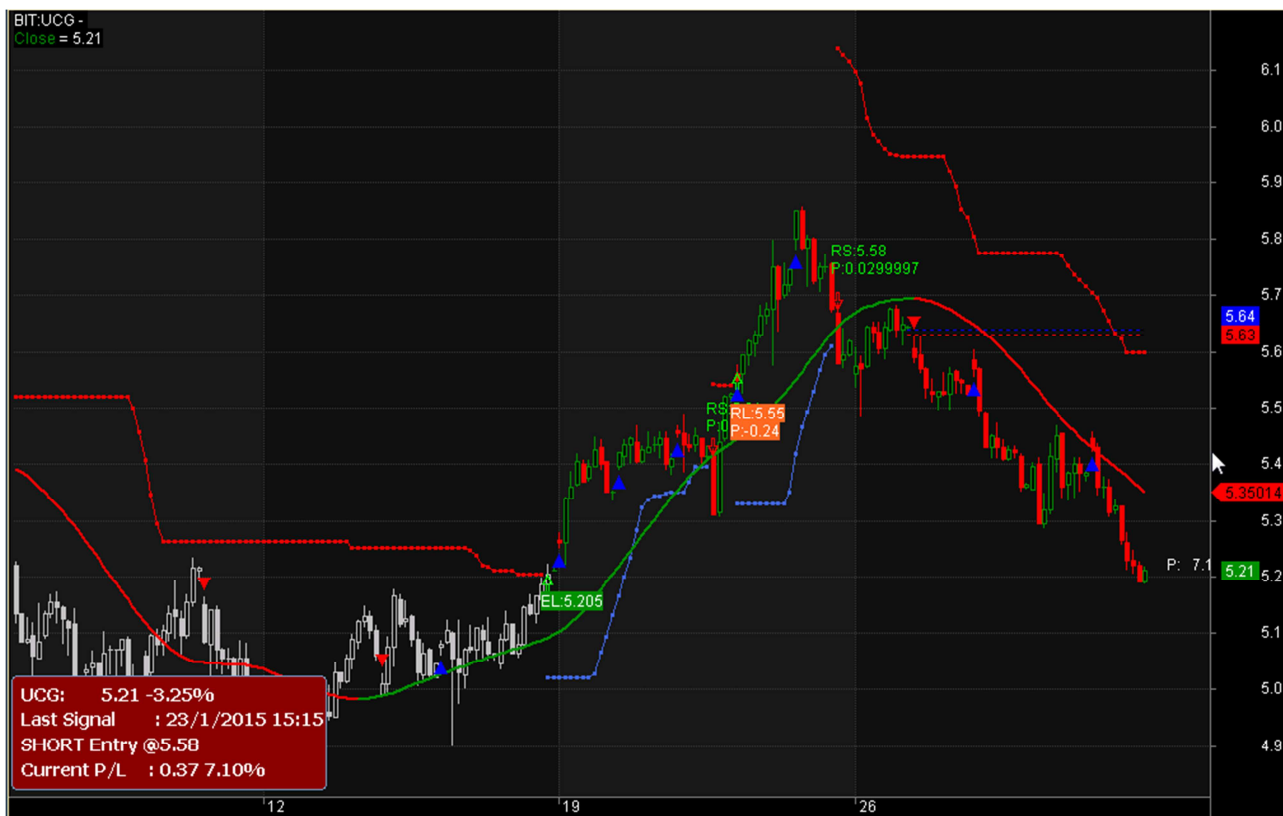 BIT:UCG -
Close = 5.21
6.1
6.0
5.9
5.8
5.7
5.64
5.63
5.6
5.5
5.4
5.35014
5.3
P: 7.1
5.21
5.2
5.1
5.0
4.9
RS:5.58
P:0.0299997
RS
RL:5.55
P:0
P:-0.24
EL:5.205
UCG: 5.21 -3.25%
Last Signal : 23/1/2015 15:15
SHORT Entry @5.58
Current P/L : 0.37 7.10%
12
19
26